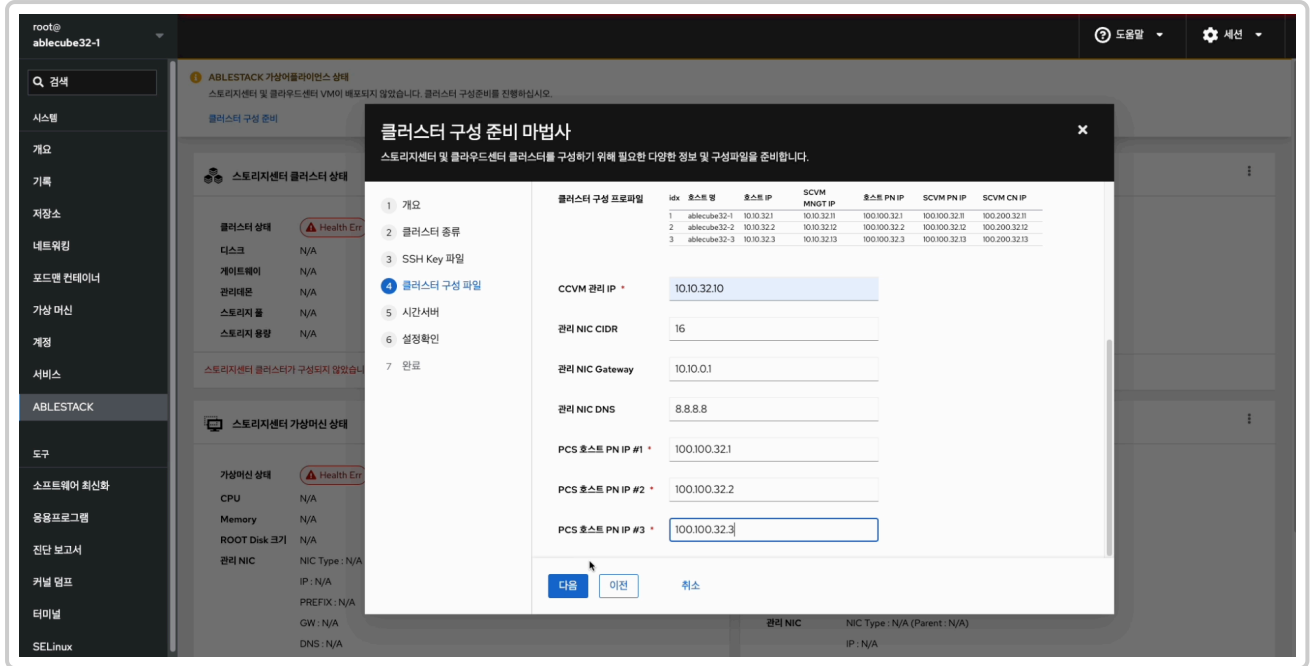 root@
ablecube32-1
도움말
세션
검색
시스템
개요
기록
저장소
네트워킹
포드맨 컨테이너
가상 머신
계정
서비스
ABLESTACK
도구
소프트웨어 최신화
응용프로그램
진단 보고서
커널 덤프
터미널
SELinux
ABLESTACK 가상어플라이언스 상태
스토리지센터 및 클라우드센터 VM이 배포되지 않았습니다. 클러스터 구성준비를 진행하십시오.
클러스터 구성 준비
스토리지센터 클러스터 상태
클러스터 상태 Health Err
디스크 N/A
게이트웨이 N/A
관리데몬 N/A
스토리지 풀 N/A
스토리지 용량 N/A
스토리지센터 클러스터가 구성되지 않았습니
스토리지센터 가상머신 상태
가상머신 상태 Health Err
CPU N/A
Memory N/A
ROOT Disk 크기 N/A
관리 NIC NIC Type : N/A
IP : N/A
PREFIX : N/A
GW : N/A
DNS : N/A
클러스터 구성 준비 마법사
스토리지센터 및 클라우드센터 클러스터를 구성하기 위해 필요한 다양한 정보 및 구성파일을 준비합니다.
1 개요
2 클러스터 종류
3 SSH Key 파일
4 클러스터 구성 파일
5 시간서버
6 설정확인
7 완료
클러스터 구성 프로파일
idx 호스트 명 호스트 IP SCVM MNGT IP 호스트 PN IP SCVM PN IP SCVM CN IP
1 ablecube32-1 10.10.32.1 10.10.32.11 100.100.32.1 100.100.32.11 100.200.32.11
2 ablecube32-2 10.10.32.2 10.10.32.12 100.100.32.2 100.100.32.12 100.200.32.12
3 ablecube32-3 10.10.32.3 10.10.32.13 100.100.32.3 100.100.32.13 100.200.32.13
CCVM 관리 IP * 10.10.32.10
관리 NIC CIDR 16
관리 NIC Gateway 10.10.0.1
관리 NIC DNS 8.8.8.8
PCS 호스트 PN IP #1 * 100.100.32.1
PCS 호스트 PN IP #2 * 100.100.32.2
PCS 호스트 PN IP #3 * 100.100.32.3
다음 이전 취소
관리 NIC NIC Type : N/A (Parent : N/A)
IP : N/A